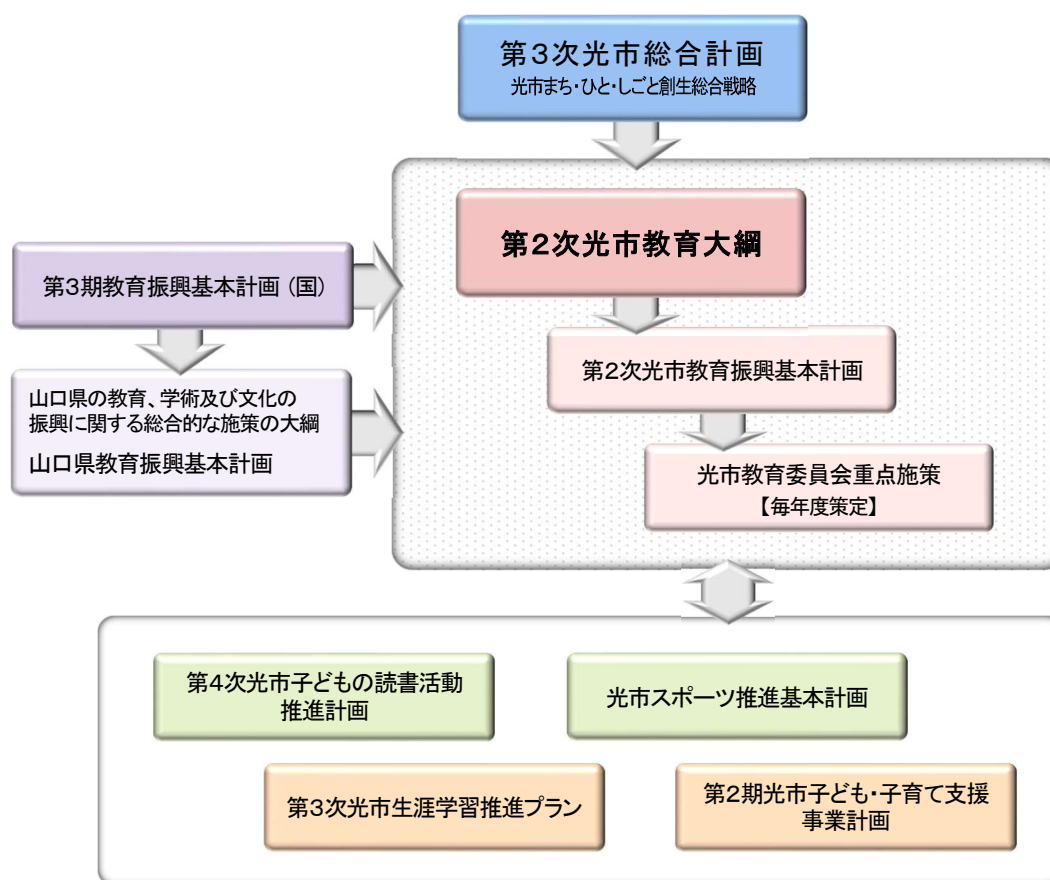 第3次光市総合計画
光市まち・ひと・しごと創生総合戦略
第2次光市教育大綱
第3期教育振興基本計画（国）
第2次光市教育振興基本計画
山口県の教育、学術及び文化の
振興に関する総合的な施策の大綱
山口県教育振興基本計画
光市教育委員会重点施策
【毎年度策定】
第4次光市子どもの読書活動
推進計画
光市スポーツ推進基本計画
第3次光市生涯学習推進プラン
第2期光市子ども・子育て支援
事業計画